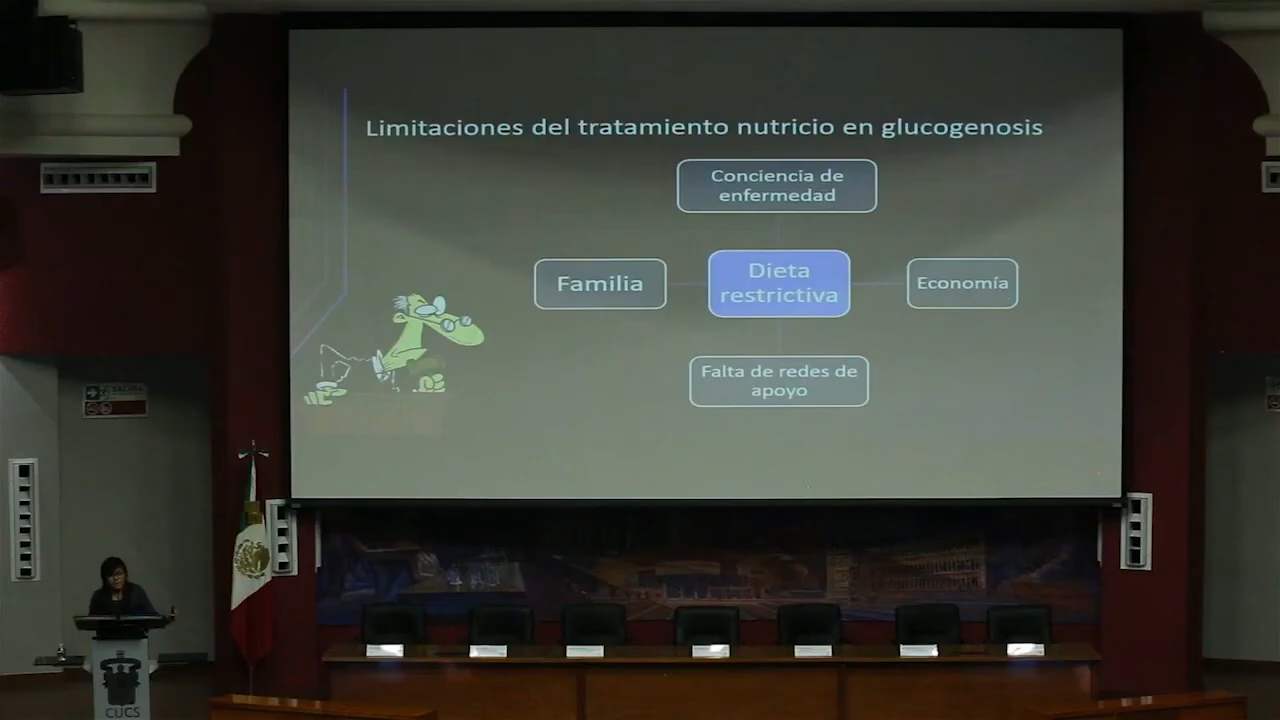 Limitaciones del tratamiento nutricio en glucogenosis
Conciencia de
enfermedad
Familia
Dieta
restrictiva
Economía
Falta de redes de
apoyo
SALIDA
CUCS